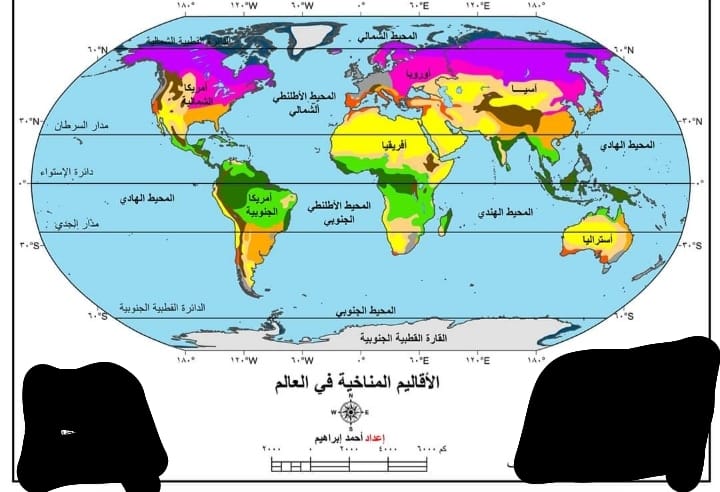 ١٨٠° ١٢٠°W ٦٠°W ٠° ٦٠°E ١٢٠°E ١٨٠°
الدائرة القطبية الشمالية
المحيط الشمالي
٦٠°N ٦٠°N
أوروبا
آسيا
أمريكا
الشمالية
المحيط الأطلنطي
الشمالي
٣٠°N ٣٠°N
مدار السرطان
أفريقيا
المحيط الهادي
دائرة الإستواء
٠° ٠°
المحيط الهادي
أمريكا
الجنوبية
المحيط الأطلنطي
الجنوبي
المحيط الهندي
مدار الجدي
أستراليا
٣٠°S ٣٠°S
الدائرة القطبية الجنوبية
المحيط الجنوبي
٦٠°S ٦٠°S
القارة القطبية الجنوبية
١٨٠° ١٢٠°W ٦٠°W ٠° ٦٠°E ١٢٠°E ١٨٠°
الأقاليم المناخية في العالم
N
W E
S
إعداد أحمد إبراهيم
٢٠٠٠ ٠ ٢٠٠٠ ٤٠٠٠ ٦٠٠٠ كم